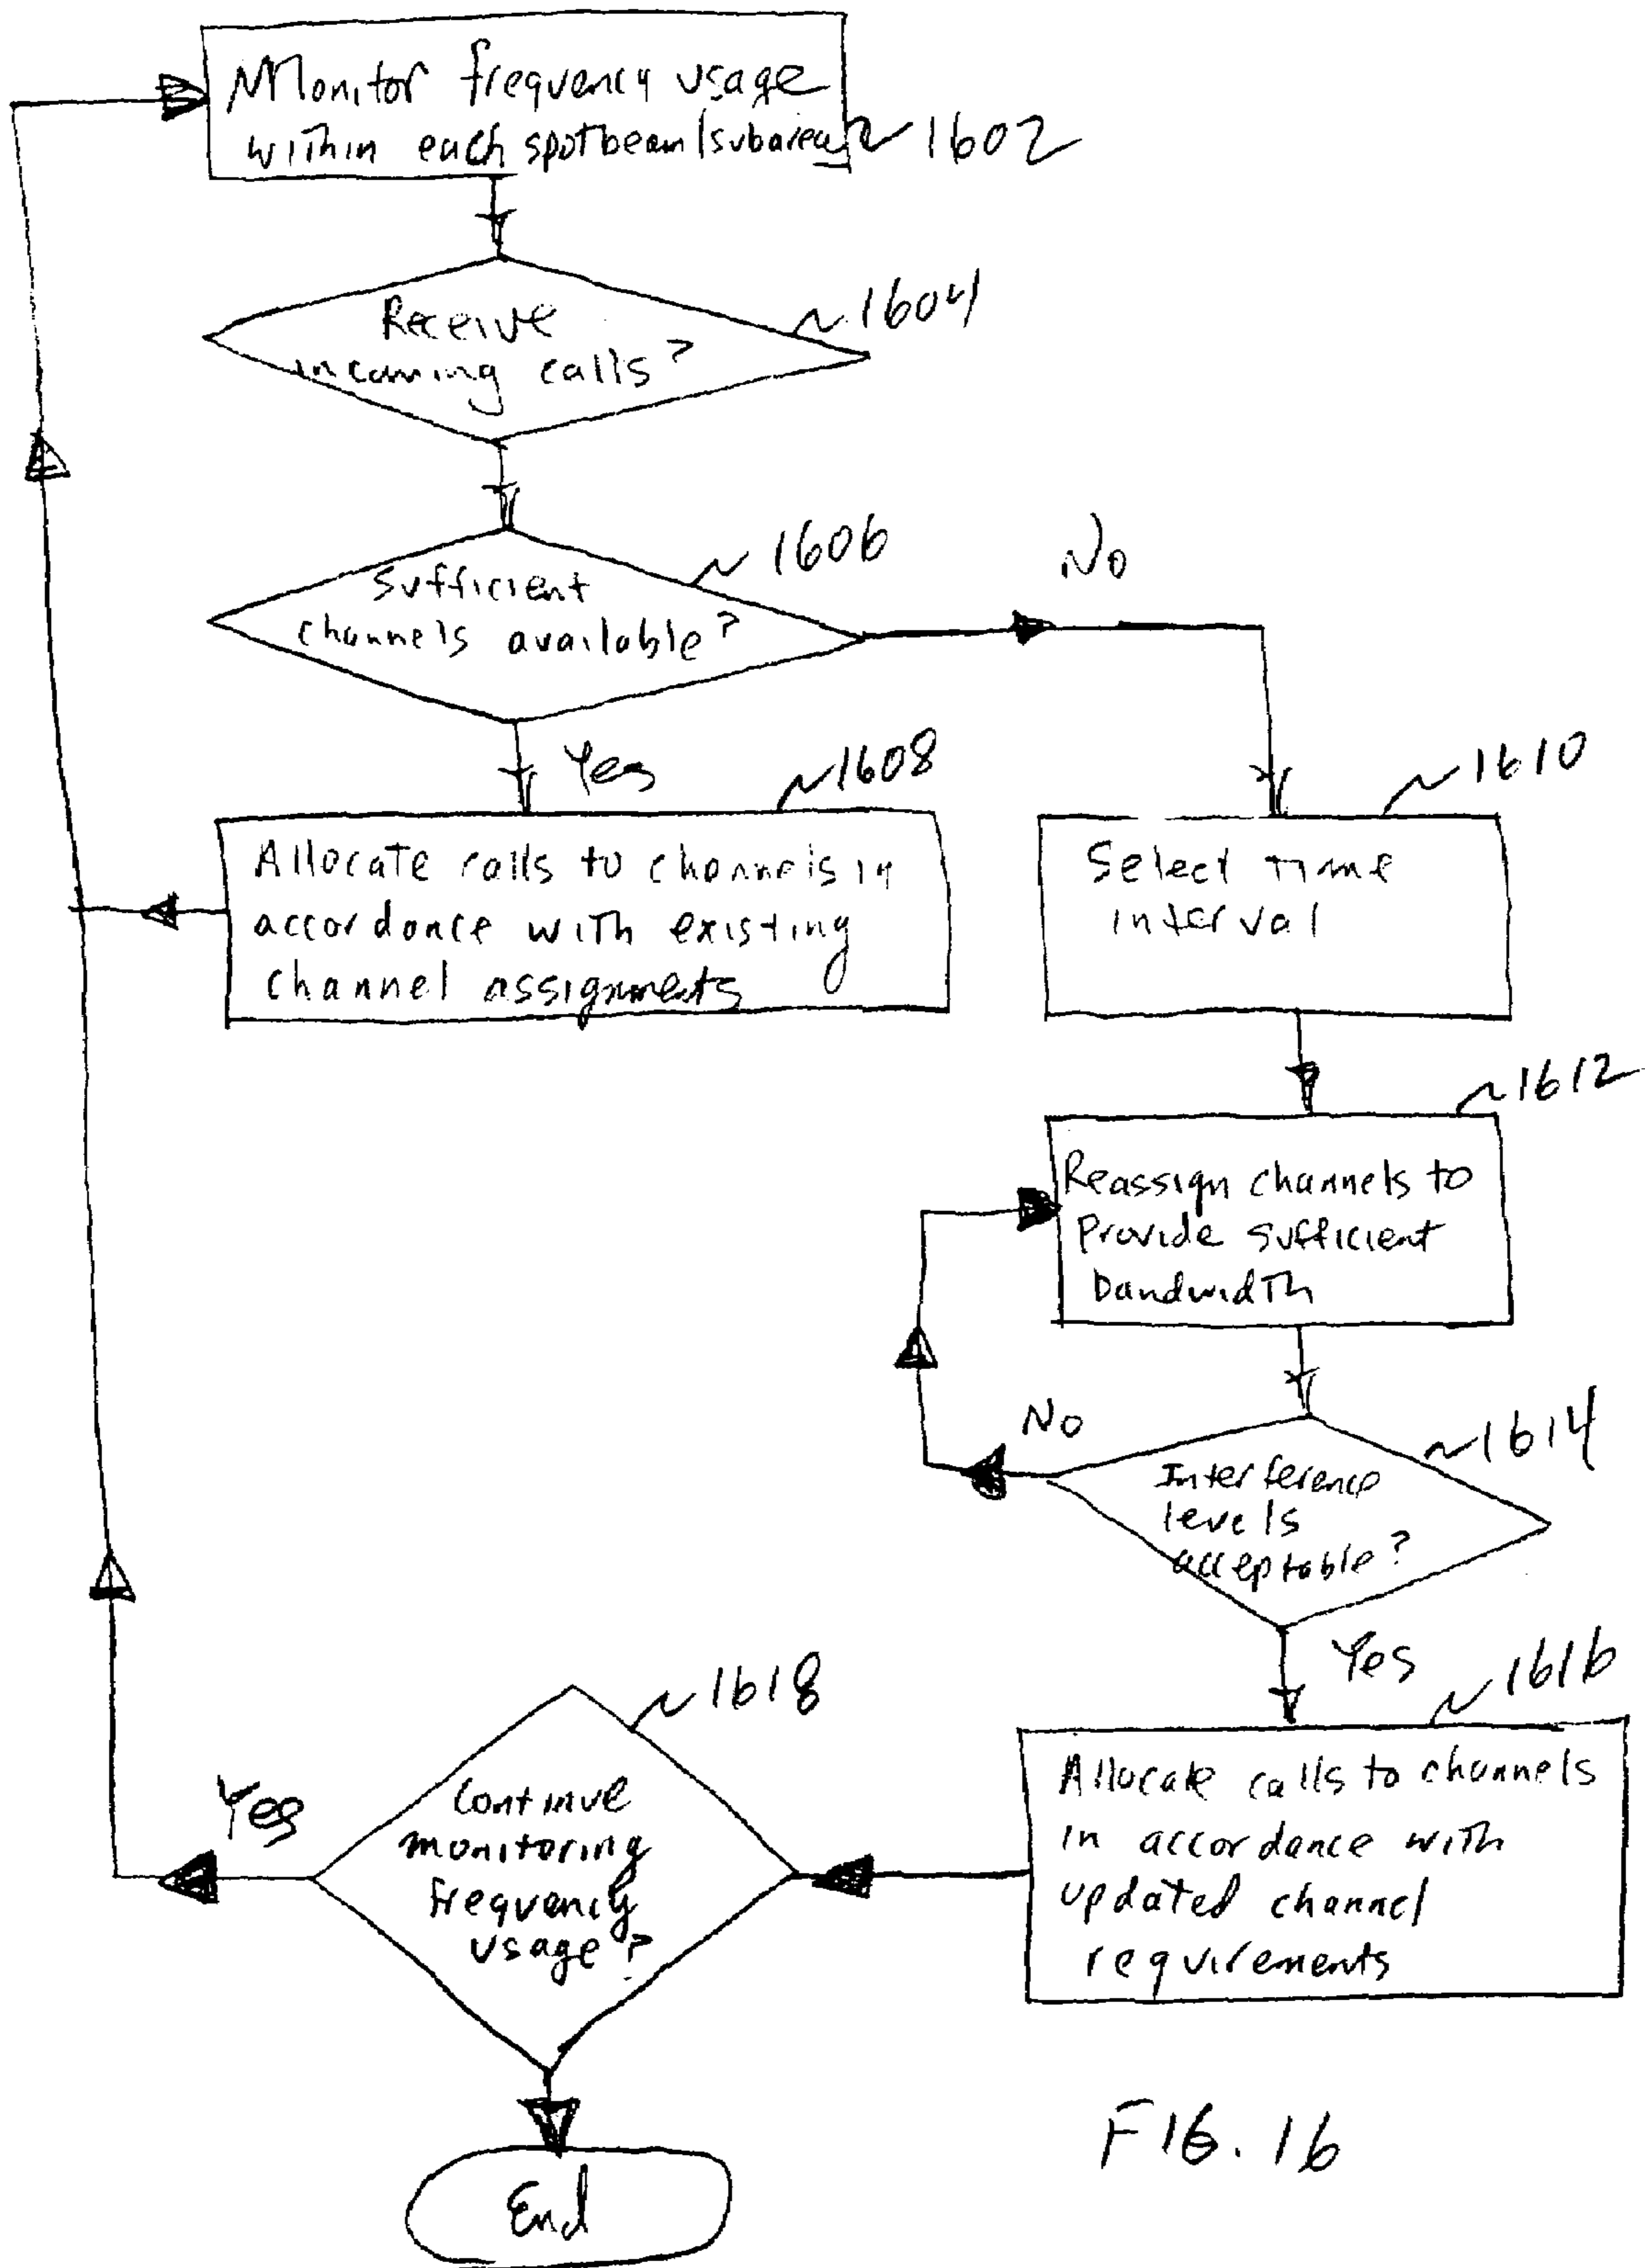 Monitor frequency usage
within each spotbeam/subarea
1602
Receive
incoming calls?
1604
Sufficient
channels available?
1606
No
Yes
1608
Allocate calls to channels in
accordance with existing
channel assignments
1610
Select time
interval
1612
Reassign channels to
Provide sufficient
bandwidth
No
1614
Interference
levels
acceptable?
Yes
1616
Allocate calls to channels
in accordance with
updated channel
requirements
1618
Continue
monitoring
frequency
usage?
Yes
End
FIG. 16